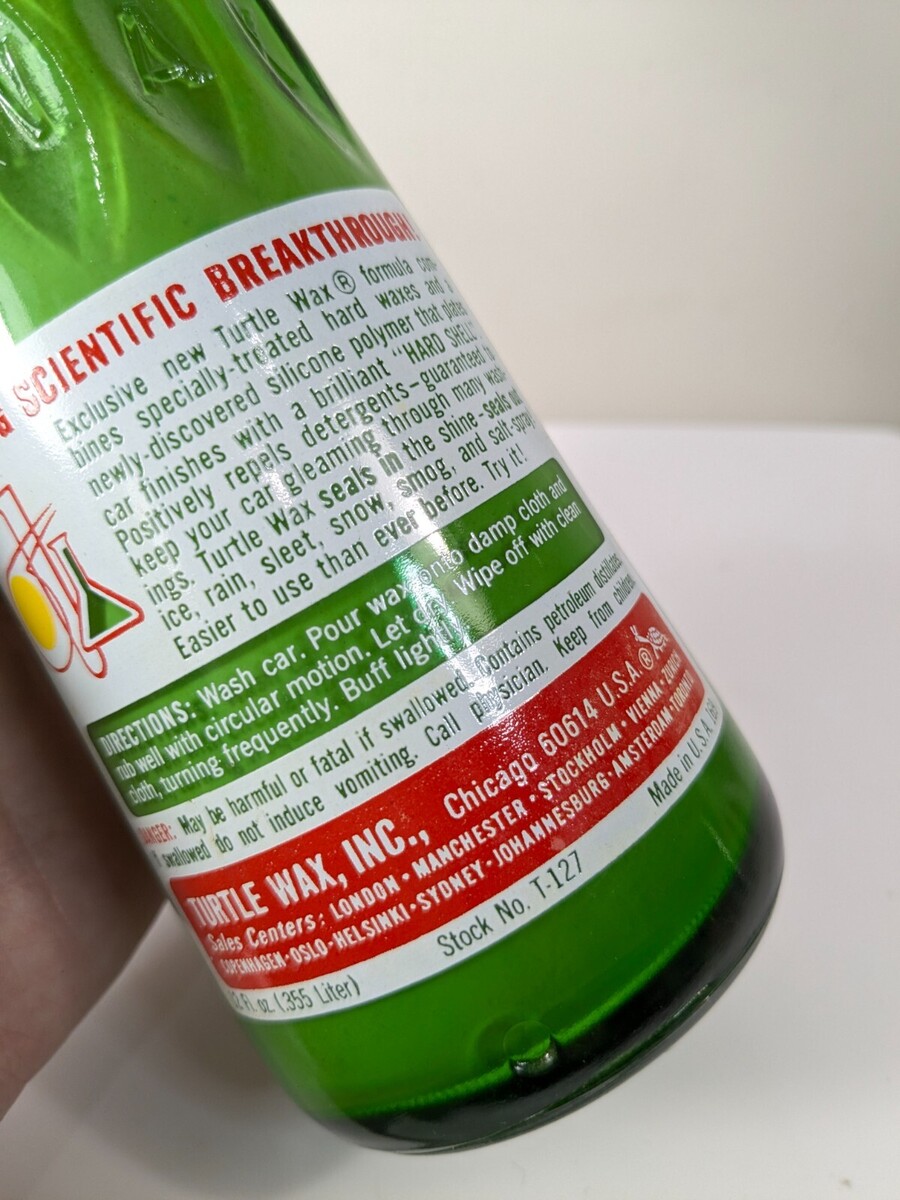 G SCIENTIFIC BREAKTHROUGH!
Exclusive new Turtle Wax® formula com-
bines specially-treated hard waxes and
newly-discovered silicone polymer that plates
car finishes with a brilliant "HARD SHELL"
Positively repels detergents—guaranteed to
keep your car gleaming through many wash-
ings. Turtle Wax seals in the shine—seals out
ice, rain, sleet, snow, smog, and salt-spray
Easier to use than ever before. Try it!
DIRECTIONS: Wash car. Pour wax onto damp cloth and
rub well with circular motion. Let dry. Wipe off with clean
cloth, turning frequently. Buff lightly.
DANGER: May be harmful or fatal if swallowed. Contains petroleum distillates.
If swallowed do not induce vomiting. Call physician. Keep from children.
TURTLE WAX, INC., Chicago 60614 U.S.A.®
Sales Centers: LONDON • MANCHESTER • STOCKHOLM • VIENNA • ZURICH
COPENHAGEN • OSLO • HELSINKI • SYDNEY • JOHANNESBURG • AMSTERDAM • TORONTO
2 Fl. oz (.355 Liter) Stock No. T-127 Made in U.S.A.